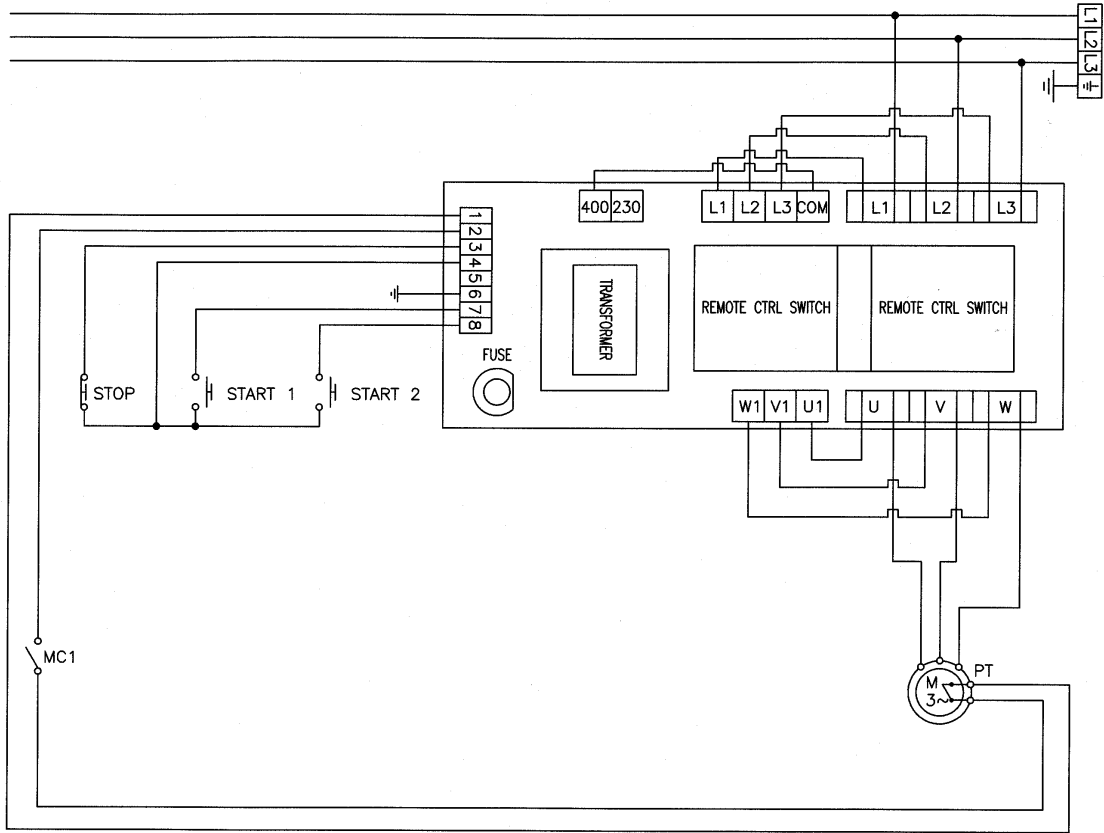 L1
L2
L3
400 230
L1 L2 L3 COM
L1 L2 L3
1
2
3
4
5
6
7
8
TRANSFORMER
REMOTE CTRL SWITCH
REMOTE CTRL SWITCH
FUSE
STOP
START 1
START 2
W1 V1 U1
U V W
MC1
PT
M
3~